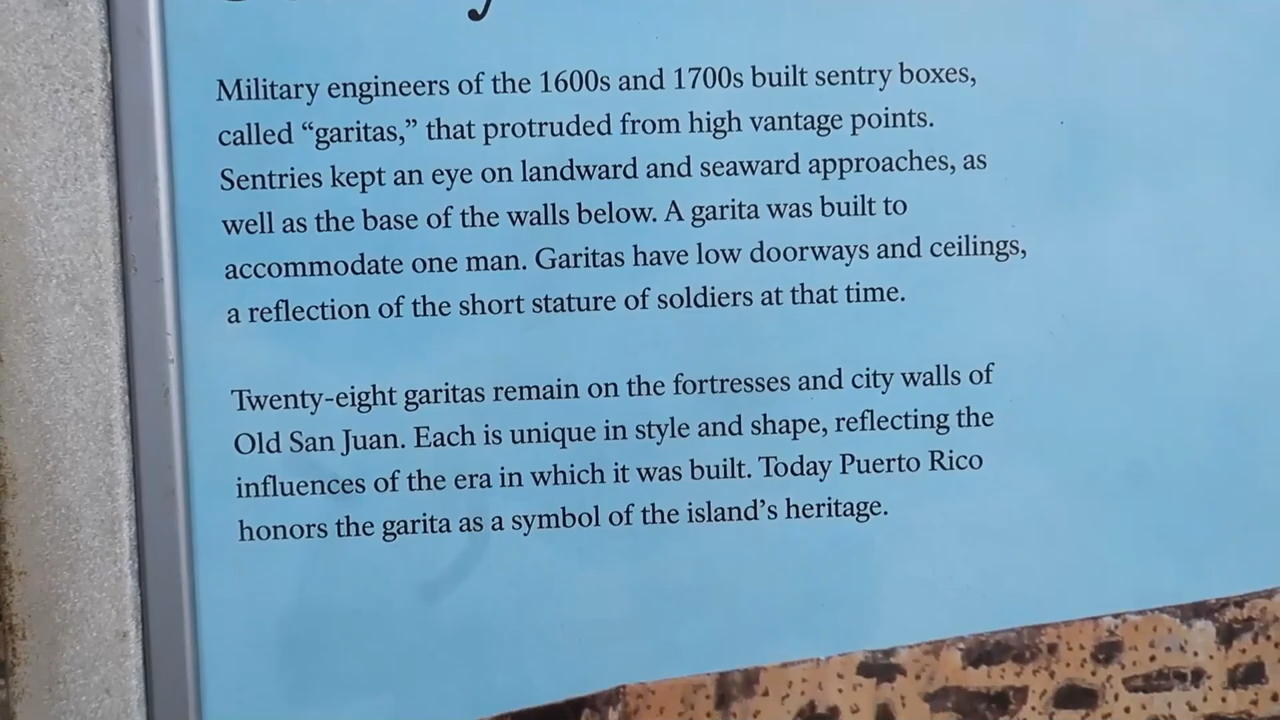 Military engineers of the 1600s and 1700s built sentry boxes,
called “garitas,” that protruded from high vantage points.
Sentries kept an eye on landward and seaward approaches, as
well as the base of the walls below. A garita was built to
accommodate one man. Garitas have low doorways and ceilings,
a reflection of the short stature of soldiers at that time.
Twenty-eight garitas remain on the fortresses and city walls of
Old San Juan. Each is unique in style and shape, reflecting the
influences of the era in which it was built. Today Puerto Rico
honors the garita as a symbol of the island’s heritage.